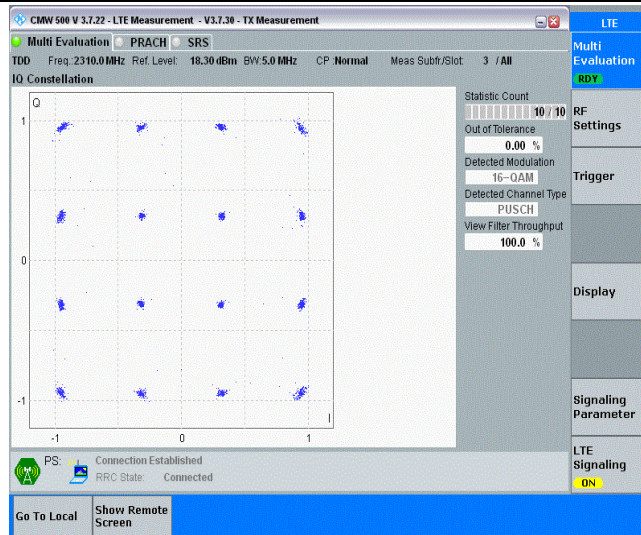 CMW 500 V 3.7.22 - LTE Measurement - V3.7.30 - TX Measurement
LTE
Multi Evaluation PRACH SRS
TDD Freq.:2310.0 MHz Ref. Level: 18.30 dBm BW:5.0 MHz CP :Normal Meas Subfr./Slot: 3 / All
IQ Constellation
Q
1
0
-1
I
-1 0 1
Statistic Count
10 / 10
Out of Tolerance
0.00 %
Detected Modulation
16-QAM
Detected Channel Type
PUSCH
View Filter Throughput
100.0 %
PS: Connection Established
RRC State: Connected
Multi
Evaluation
RDY
RF
Settings
Trigger
Display
Signaling
Parameter
LTE
Signaling
ON
Go To Local
Show Remote
Screen